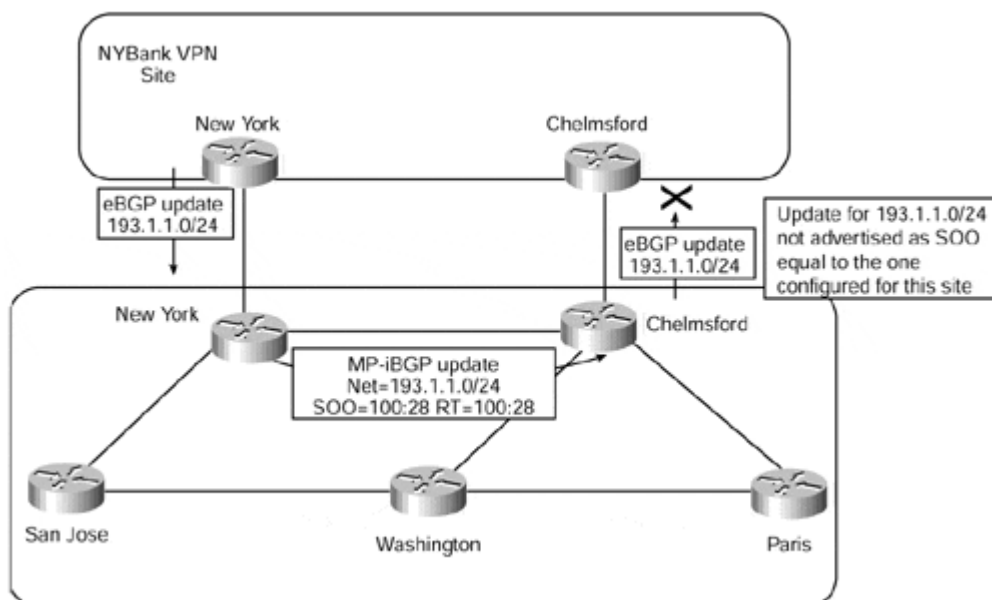 NYBank VPN
Site
New York
Chelmsford
eBGP update
193.1.1.0/24
eBGP update
193.1.1.0/24
Update for 193.1.1.0/24
not advertised as SOO
equal to the one
configured for this site
New York
Chelmsford
MP-iBGP update
Net=193.1.1.0/24
SOO=100:28 RT=100:28
San Jose
Washington
Paris